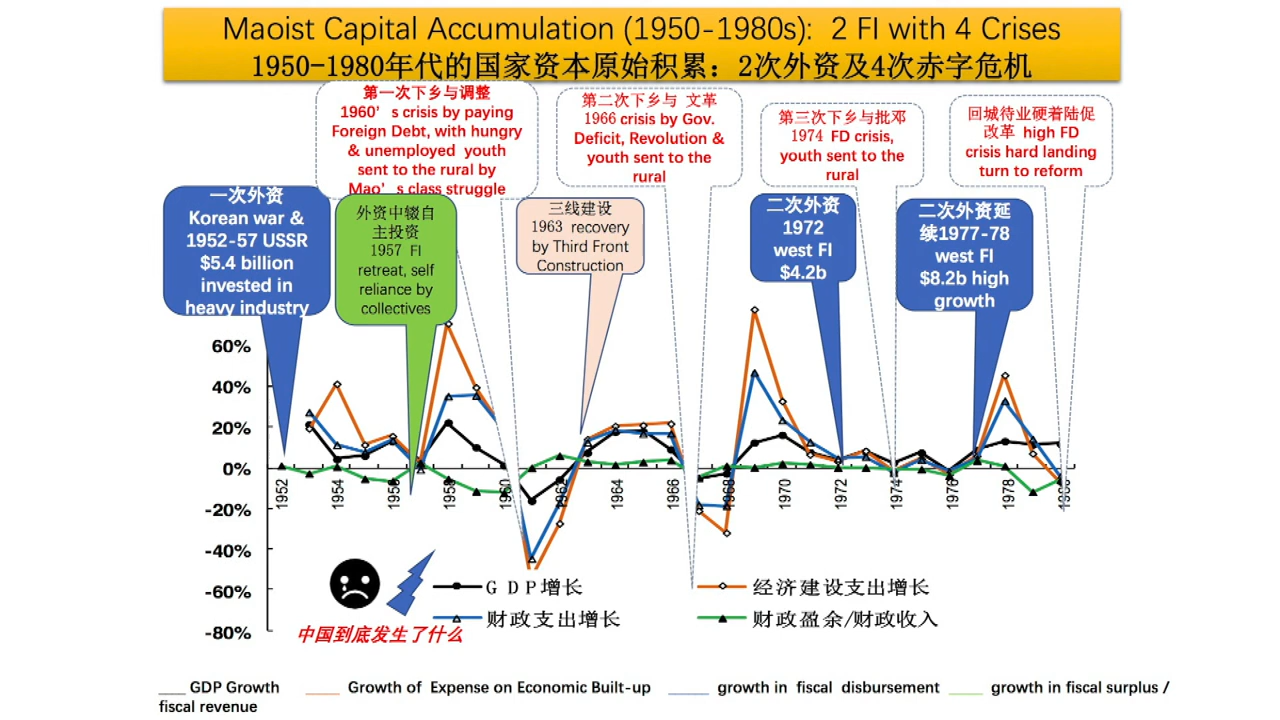 Maoist Capital Accumulation (1950-1980s):  2 FI with 4 Crises
1950-1980年代的国家资本原始积累：2次外资及4次赤字危机
第一次下乡与调整
1960’s crisis by paying
Foreign Debt, with hungry
& unemployed youth
sent to the rural by
Mao’s class struggle
第二次下乡与 文革
1966 crisis by Gov.
Deficit, Revolution &
youth sent to the
rural
第三次下乡与批邓
1974 FD crisis,
youth sent to the
rural
回城待业硬着陆促
改革 high FD
crisis hard landing
turn to reform
一次外资
Korean war &
1952-57 USSR
$5.4 billion
invested in
heavy industry
外资中辍自
主投资
1957 FI
retreat, self
reliance by
collectives
三线建设
1963 recovery
by Third Front
Construction
二次外资
1972
west FI
$4.2b
二次外资延
续1977-78
west FI
$8.2b high
growth
60%
40%
20%
0%
-20%
-40%
-60%
-80%
1952
1954
1956
1958
1960
1962
1964
1966
1968
1970
1972
1974
1976
1978
GDP增长
经济建设支出增长
财政支出增长
财政盈余/财政收入
中国到底发生了什么
____ GDP Growth _____ Growth of Expense on Economic Built-up ______ growth in fiscal disbursement _____ growth in fiscal surplus /
fiscal revenue